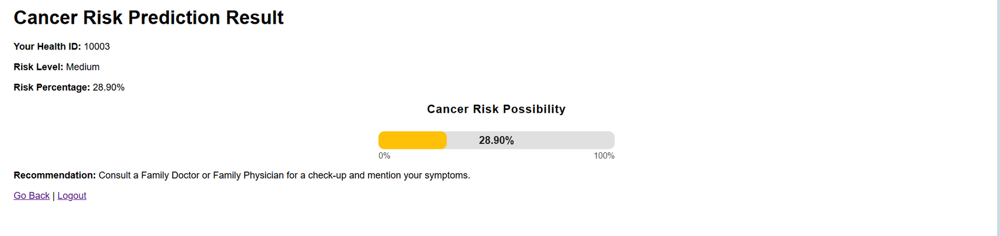 Cancer Risk Prediction Result
Your Health ID: 10003
Risk Level: Medium
Risk Percentage: 28.90%
Cancer Risk Possibility
28.90%
0% 100%
Recommendation: Consult a Family Doctor or Family Physician for a check-up and mention your symptoms.
Go Back | Logout